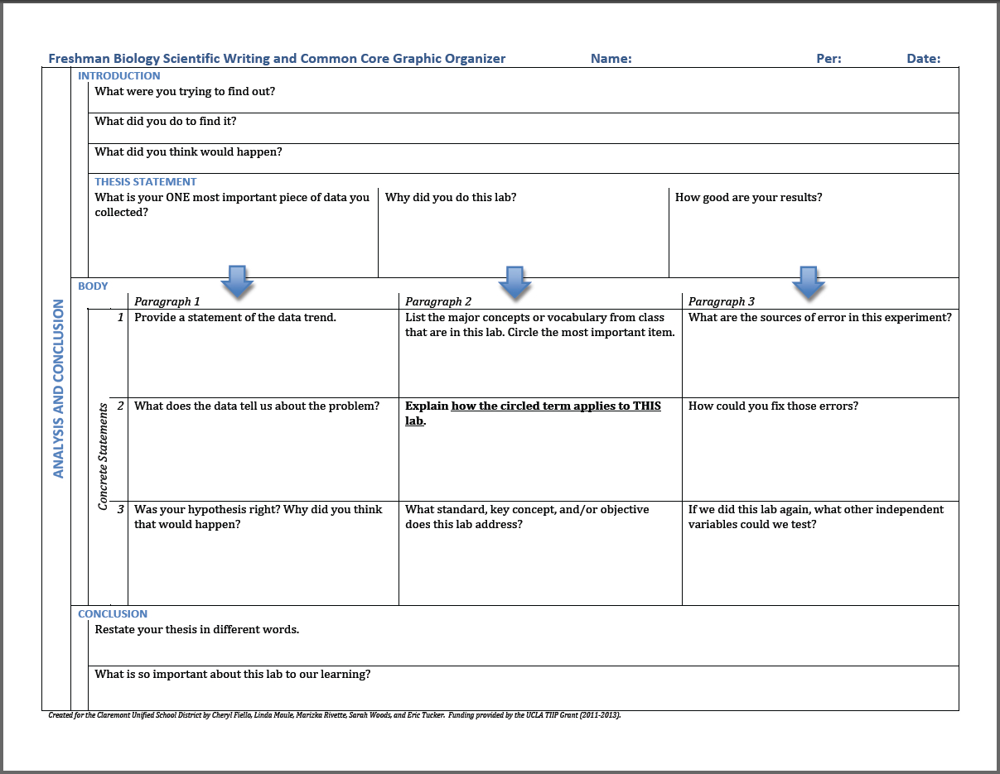 Freshman Biology Scientific Writing and Common Core Graphic Organizer Name: Per: Date:
ANALYSIS AND CONCLUSION
INTRODUCTION
What were you trying to find out?
What did you do to find it?
What did you think would happen?
THESIS STATEMENT
What is your ONE most important piece of data you
collected?
Why did you do this lab?
How good are your results?
BODY
Paragraph 1
Paragraph 2
Paragraph 3
Concrete Statements
1
Provide a statement of the data trend.
List the major concepts or vocabulary from class
that are in this lab. Circle the most important item.
What are the sources of error in this experiment?
2
What does the data tell us about the problem?
Explain how the circled term applies to THIS
lab.
How could you fix those errors?
3
Was your hypothesis right? Why did you think
that would happen?
What standard, key concept, and/or objective
does this lab address?
If we did this lab again, what other independent
variables could we test?
CONCLUSION
Restate your thesis in different words.
What is so important about this lab to our learning?
Created for the Claremont Unified School District by Cheryl Fiello, Linda Moule, Marizka Rivette, Sarah Woods, and Eric Tucker. Funding provided by the UCLA TIIP Grant (2011-2013).